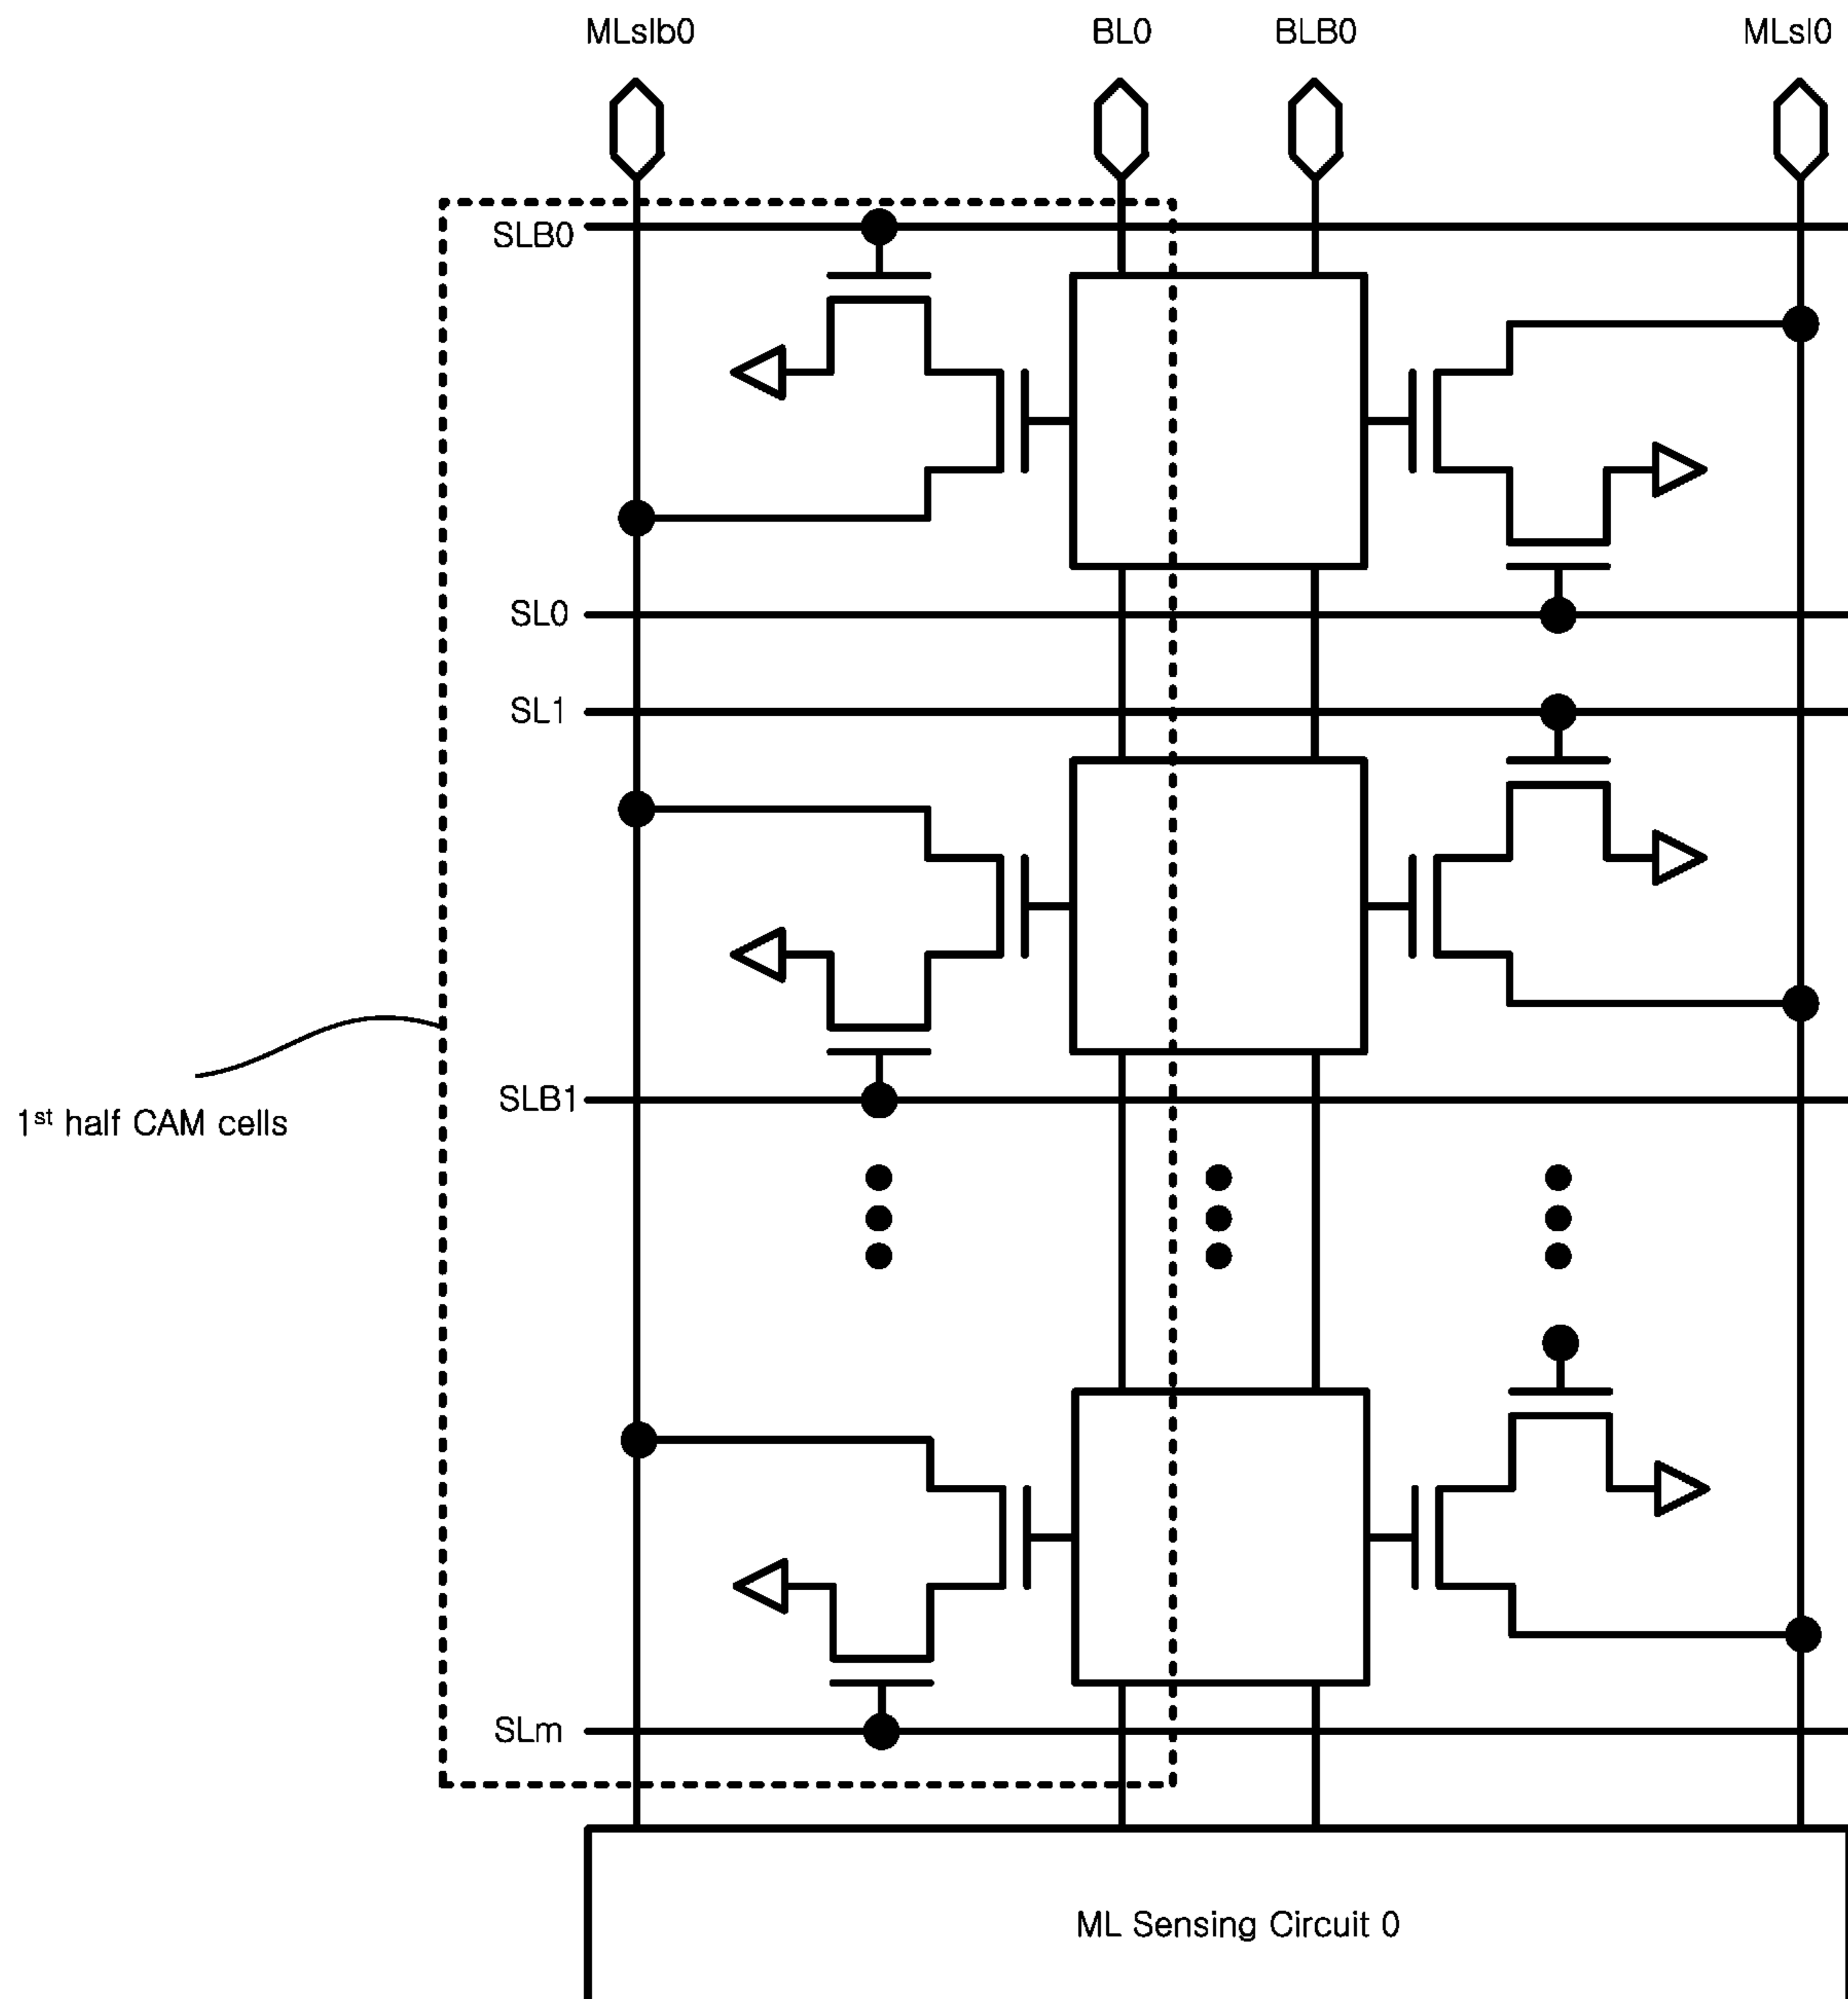 MLslb0 BL0 BLB0 MLsl0
SLB0
SL0
SL1
SLB1
1st half CAM cells
SLm
ML Sensing Circuit 0